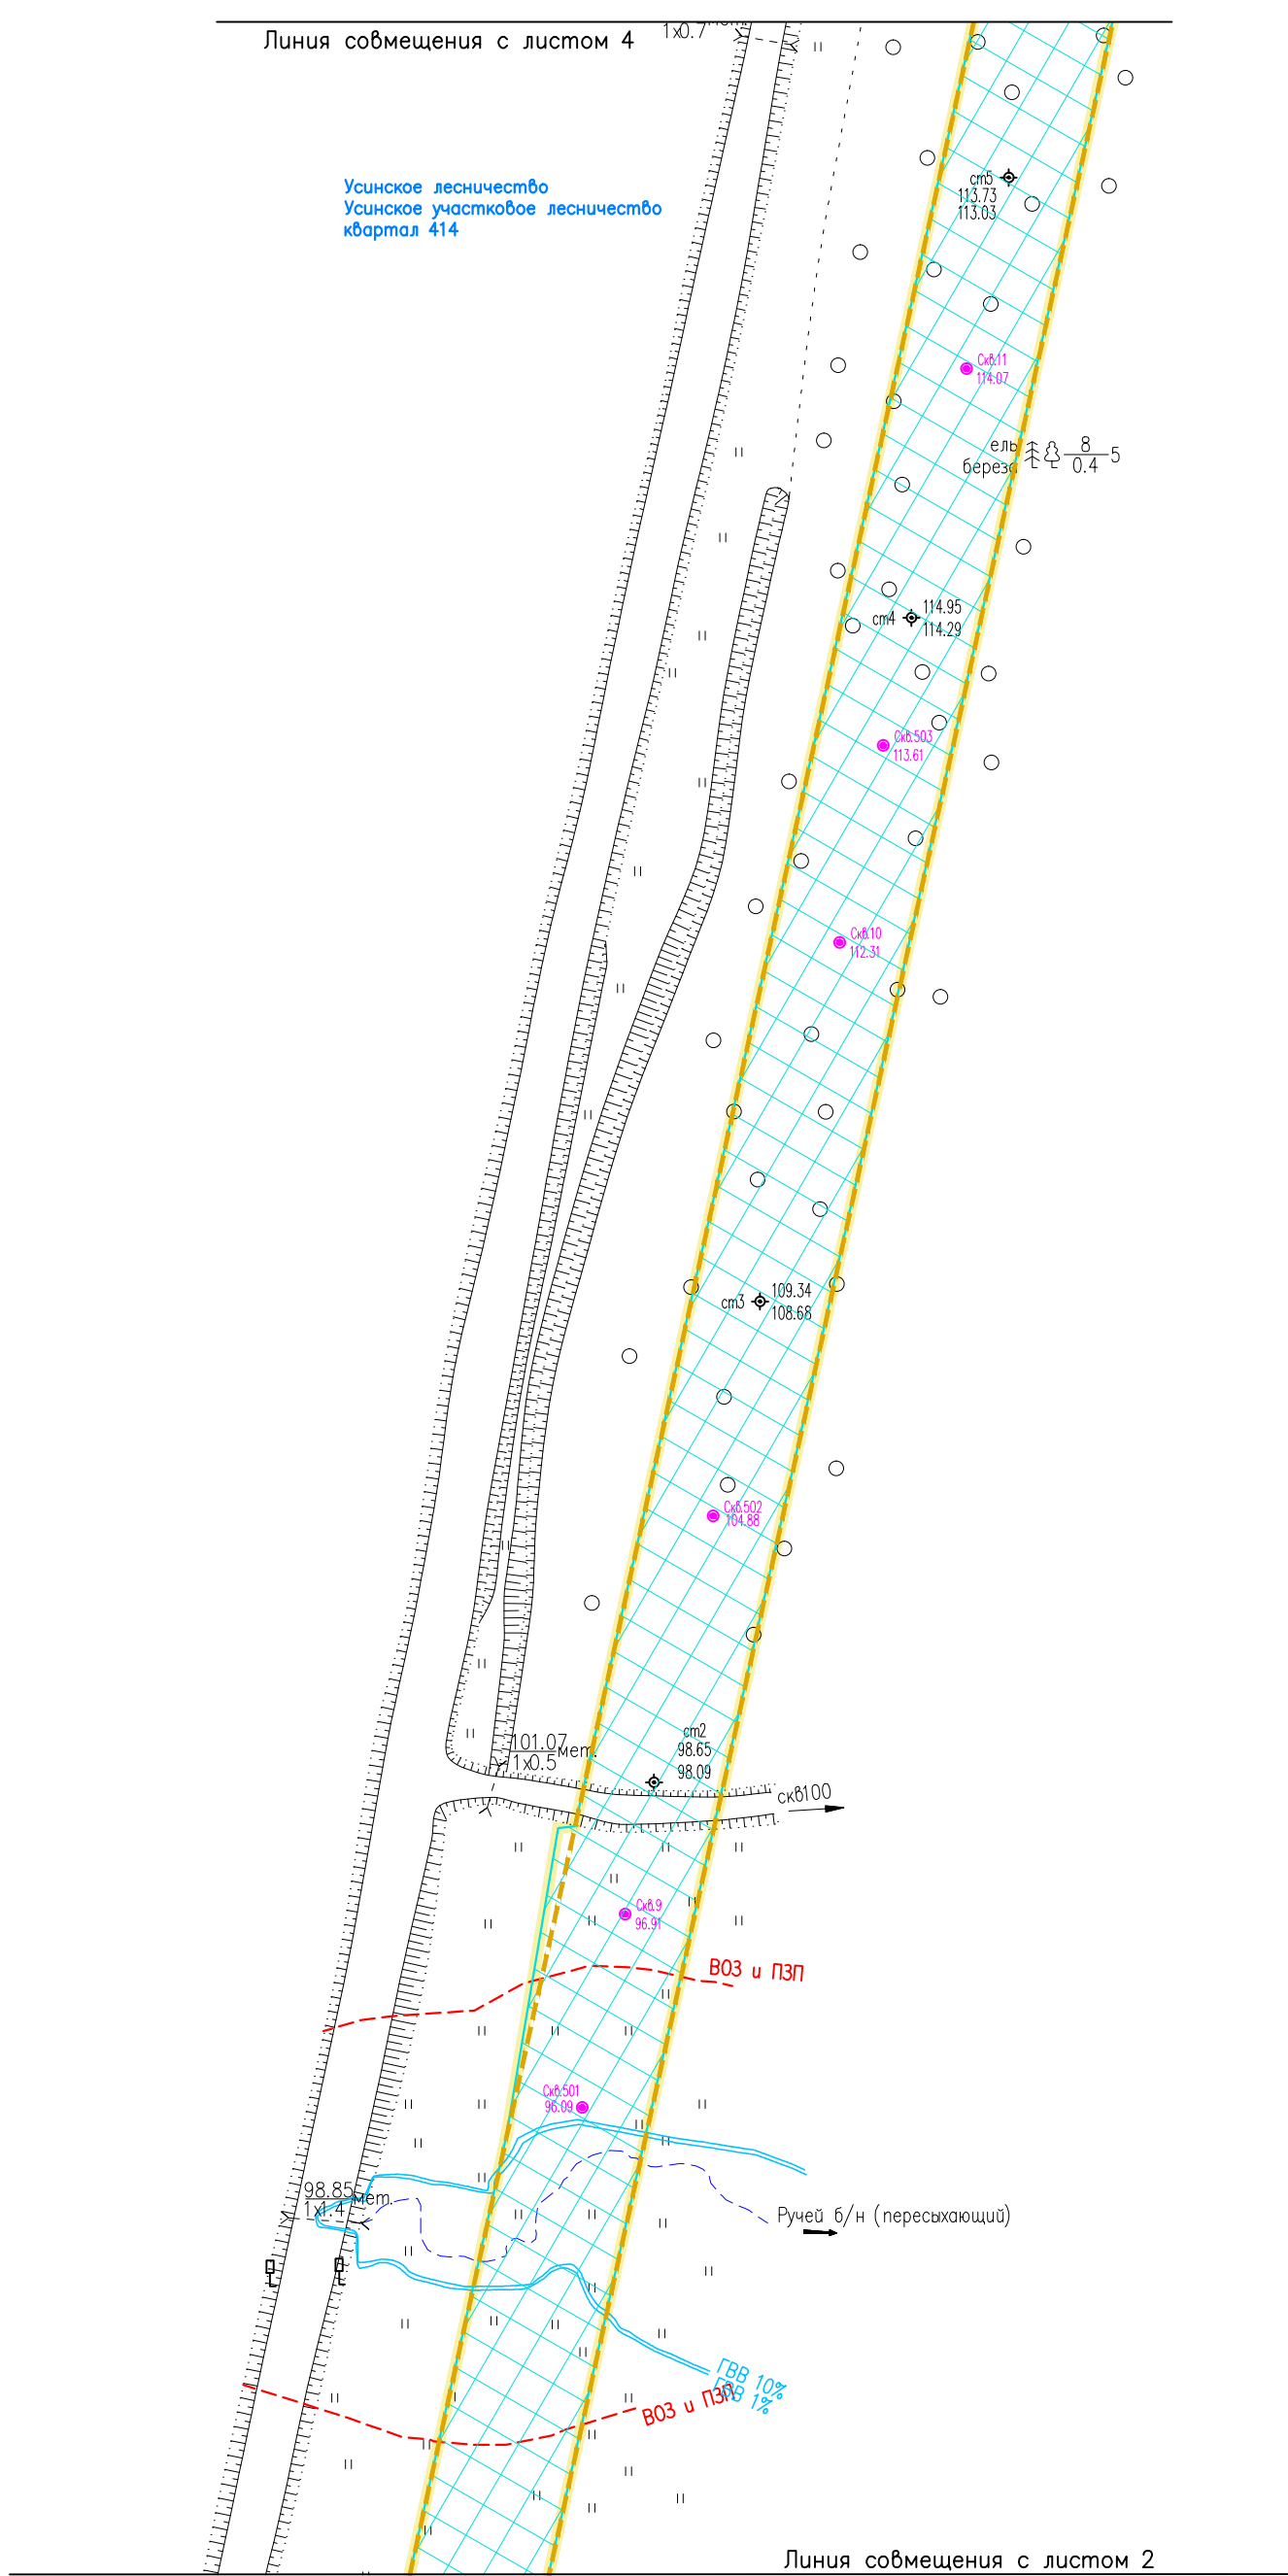 1х0.7 мет.
Линия совмещения с листом 4
Усинское лесничество
Усинское участковое лесничество
квартал 414
ст5
113.73
113.03
Скв.11
114.07
ель
береза
8
0.4
5
ст4
114.95
114.29
Скв.503
113.61
Скв.10
112.31
ст3
109.34
108.68
Скв.502
104.88
ст2
98.65
98.09
101.07
1х0.5
мет.
скв100
Скв.9
96.91
ВОЗ и ПЗП
Скв.501
96.09
98.85
1х1.4
мет.
Ручей б/н (пересыхающий)
ГВВ 10%
ГВВ 1%
ВОЗ и ПЗП
Линия совмещения с листом 2